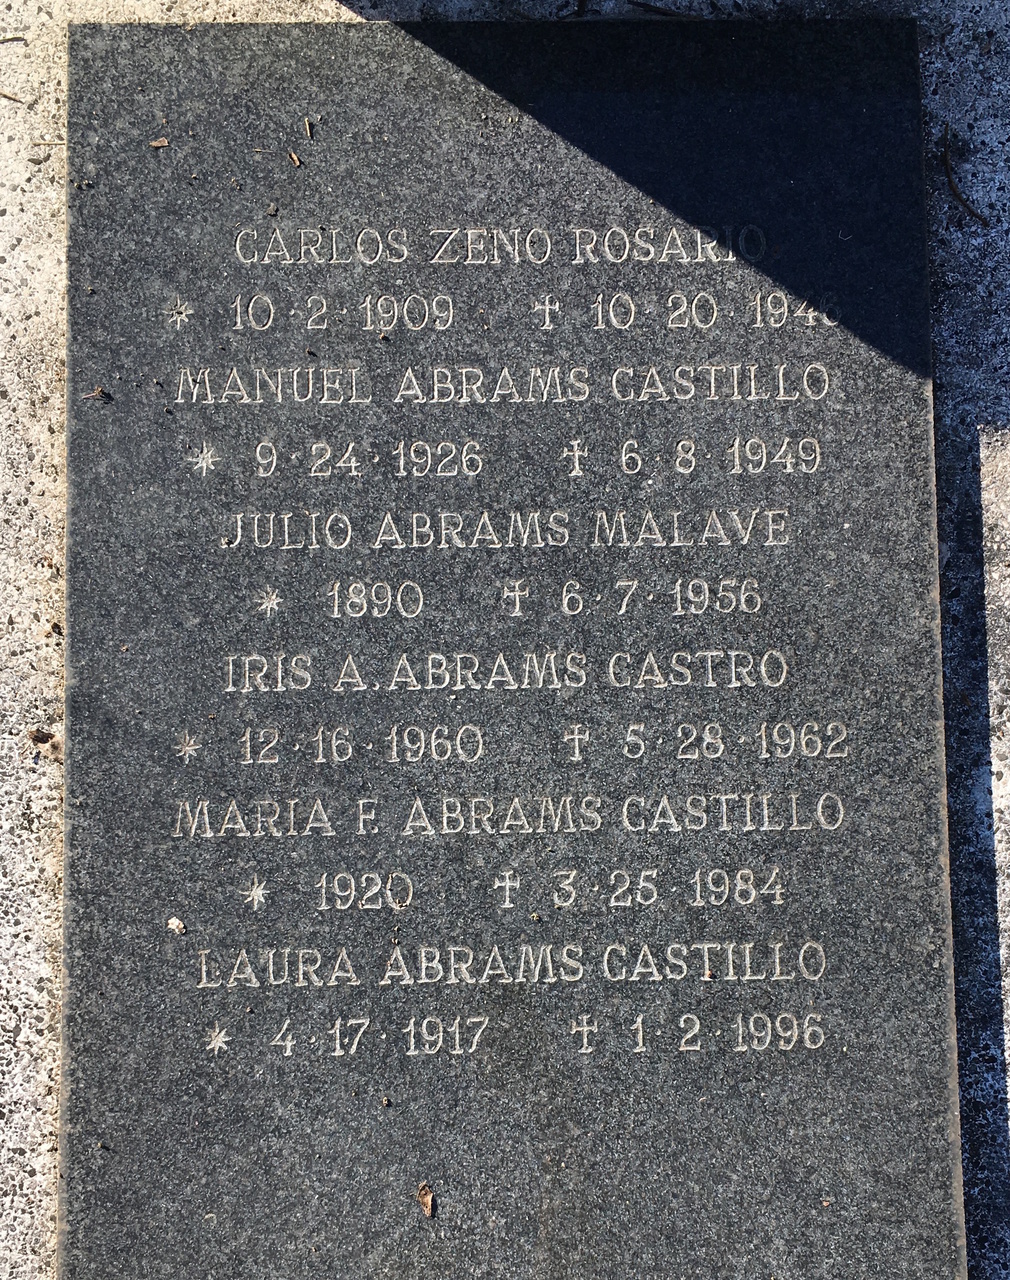 CARLOS ZENO ROSARIO
* 10·2·1909 ✝ 10·20·
MANUEL ABRAMS CASTILLO
* 9·24·1926 ✝ 6·8·1949
JULIO ABRAMS MALAVE
* 1890 ✝ 6·7·1956
IRIS A. ABRAMS CASTRO
* 12·16·1960 ✝ 5·28·1962
MARIA F. ABRAMS CASTILLO
* 1920 ✝ 3·25·1984
LAURA ABRAMS CASTILLO
* 4·17·1917 ✝ 1·2·1996